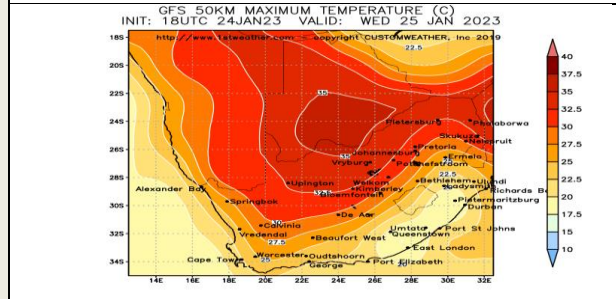 GFS 50KM MAXIMUM TEMPERATURE (C)
INIT: 18UTC 24JAN23 VALID: WED 25 JAN 2023
http://www.1stweather.com copyright CUSTOMWEATHER, Inc 2019
18S
20S
22S
24S
26S
28S
30S
32S
34S
14E 16E 18E 20E 22E 24E 26E 28E 30E 32E
22.5
35
Pietersburg Phalaborwa
Skukuza
Nelspruit
Pretoria
Johannesburg
Ermelo
35
Vryburg Potchefstroom
22.5
Upington Welkom Bethlehem Ulundi
Alexander Bay Kimberley Ladysmith
Bloemfontein Richards Ba
Springbok Pietermaritzburg
Durban
De Aar
30
Calvinia Umtata Port St Johns
Vredendal Queenstown
27.5 Beaufort West
East London
Cape Town Worcester Oudtshoorn
25 George Port Elizabeth
20
40
37.5
35
32.5
30
27.5
25
22.5
20
17.5
15
10